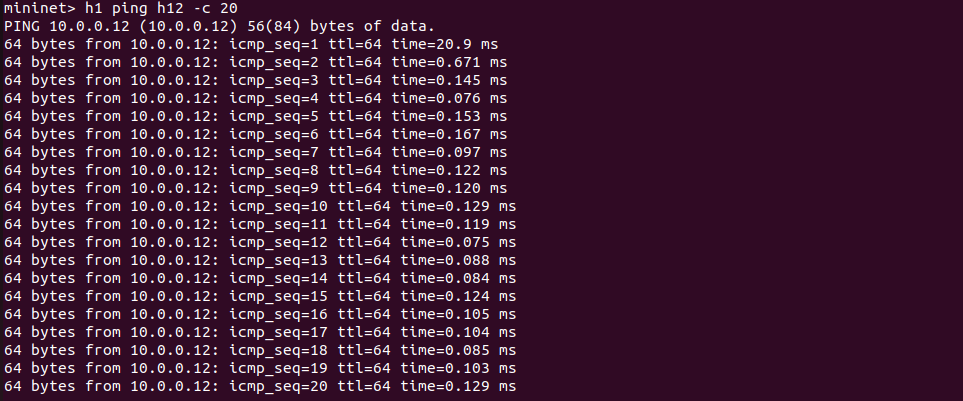 mininet> h1 ping h12 -c 20
PING 10.0.0.12 (10.0.0.12) 56(84) bytes of data.
64 bytes from 10.0.0.12: icmp_seq=1 ttl=64 time=20.9 ms
64 bytes from 10.0.0.12: icmp_seq=2 ttl=64 time=0.671 ms
64 bytes from 10.0.0.12: icmp_seq=3 ttl=64 time=0.145 ms
64 bytes from 10.0.0.12: icmp_seq=4 ttl=64 time=0.076 ms
64 bytes from 10.0.0.12: icmp_seq=5 ttl=64 time=0.153 ms
64 bytes from 10.0.0.12: icmp_seq=6 ttl=64 time=0.167 ms
64 bytes from 10.0.0.12: icmp_seq=7 ttl=64 time=0.097 ms
64 bytes from 10.0.0.12: icmp_seq=8 ttl=64 time=0.122 ms
64 bytes from 10.0.0.12: icmp_seq=9 ttl=64 time=0.120 ms
64 bytes from 10.0.0.12: icmp_seq=10 ttl=64 time=0.129 ms
64 bytes from 10.0.0.12: icmp_seq=11 ttl=64 time=0.119 ms
64 bytes from 10.0.0.12: icmp_seq=12 ttl=64 time=0.075 ms
64 bytes from 10.0.0.12: icmp_seq=13 ttl=64 time=0.088 ms
64 bytes from 10.0.0.12: icmp_seq=14 ttl=64 time=0.084 ms
64 bytes from 10.0.0.12: icmp_seq=15 ttl=64 time=0.124 ms
64 bytes from 10.0.0.12: icmp_seq=16 ttl=64 time=0.105 ms
64 bytes from 10.0.0.12: icmp_seq=17 ttl=64 time=0.104 ms
64 bytes from 10.0.0.12: icmp_seq=18 ttl=64 time=0.085 ms
64 bytes from 10.0.0.12: icmp_seq=19 ttl=64 time=0.103 ms
64 bytes from 10.0.0.12: icmp_seq=20 ttl=64 time=0.129 ms